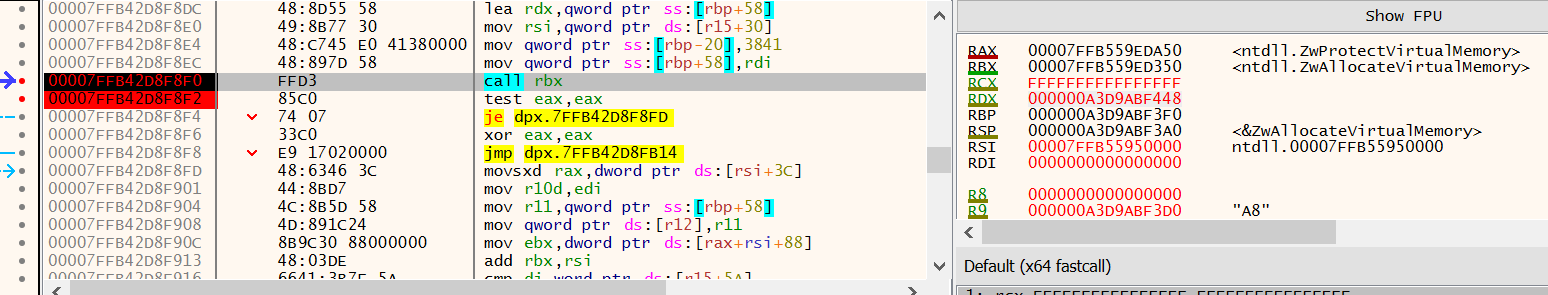 00007FFB42D8F8DC 48:8D55 58 lea rdx,qword ptr ss:[rbp+58]
00007FFB42D8F8E0 49:8B77 30 mov rsi,qword ptr ds:[r15+30]
00007FFB42D8F8E4 48:C745 E0 41380000 mov qword ptr ss:[rbp-20],3841
00007FFB42D8F8EC 48:897D 58 mov qword ptr ss:[rbp+58],rdi
00007FFB42D8F8F0 FFD3 call rbx
00007FFB42D8F8F2 85C0 test eax,eax
00007FFB42D8F8F4 74 07 je dpx.7FFB42D8F8FD
00007FFB42D8F8F6 33C0 xor eax,eax
00007FFB42D8F8F8 E9 17020000 jmp dpx.7FFB42D8FB14
00007FFB42D8F8FD 48:6346 3C movsxd rax,dword ptr ds:[rsi+3C]
00007FFB42D8F901 44:8BD7 mov r10d,edi
00007FFB42D8F904 4C:8B5D 58 mov r11,qword ptr ss:[rbp+58]
00007FFB42D8F908 4D:891C24 mov qword ptr ds:[r12],r11
00007FFB42D8F90C 8B9C30 88000000 mov ebx,dword ptr ds:[rax+rsi+88]
00007FFB42D8F913 48:03DE add rbx,rsi
00007FFB42D8F916 6641:3B7F 5A cmp di,word ptr ds:[r15+5A]
Show FPU
RAX 00007FFB559EDA50 <ntdll.ZwProtectVirtualMemory>
RBX 00007FFB559ED350 <ntdll.ZwAllocateVirtualMemory>
RCX FFFFFFFFFFFFFFFF
RDX 000000A3D9ABF448
RBP 000000A3D9ABF3F0
RSP 000000A3D9ABF3A0 <&ZwAllocateVirtualMemory>
RSI 00007FFB55950000 ntdll.00007FFB55950000
RDI 0000000000000000
R8 0000000000000000
R9 000000A3D9ABF3D0 "A8"
Default (x64 fastcall)
1: rcx FFFFFFFFFFFFFFFF FFFFFFFFFFFFFFFF